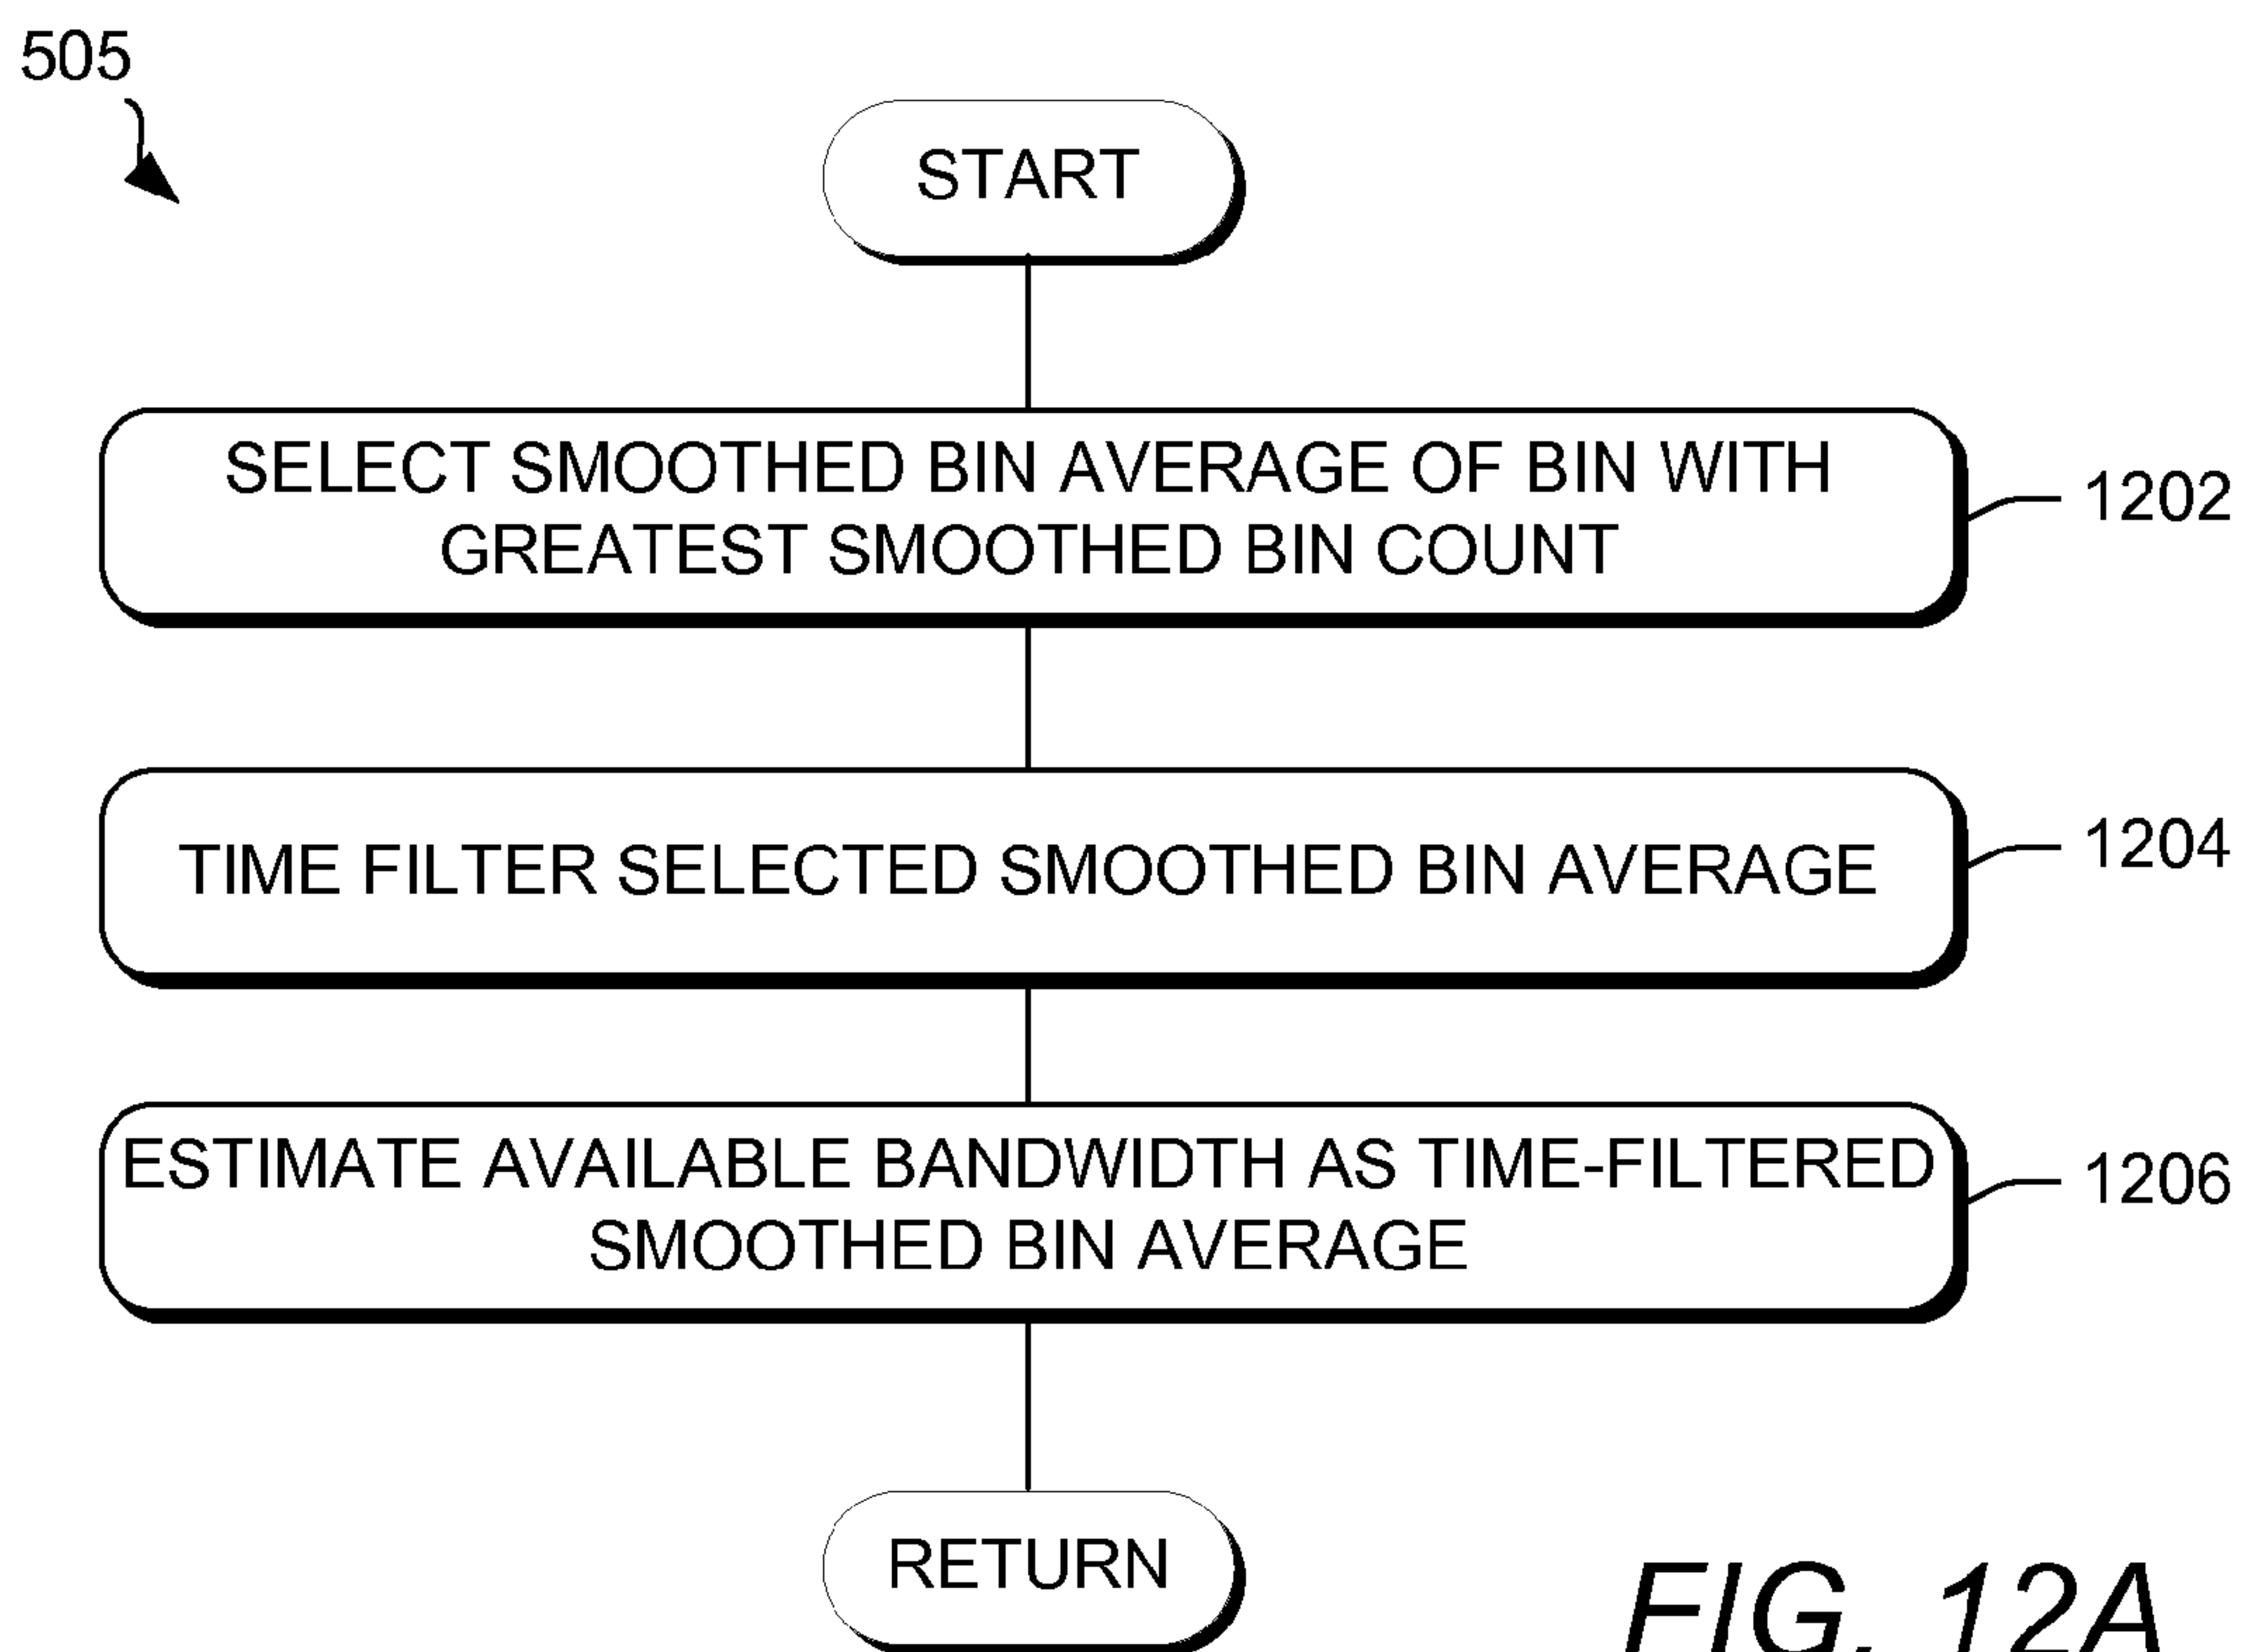 505
START
SELECT SMOOTHED BIN AVERAGE OF BIN WITH
GREATEST SMOOTHED BIN COUNT
1202
TIME FILTER SELECTED SMOOTHED BIN AVERAGE
1204
ESTIMATE AVAILABLE BANDWIDTH AS TIME-FILTERED
SMOOTHED BIN AVERAGE
1206
RETURN
FIG. 12A